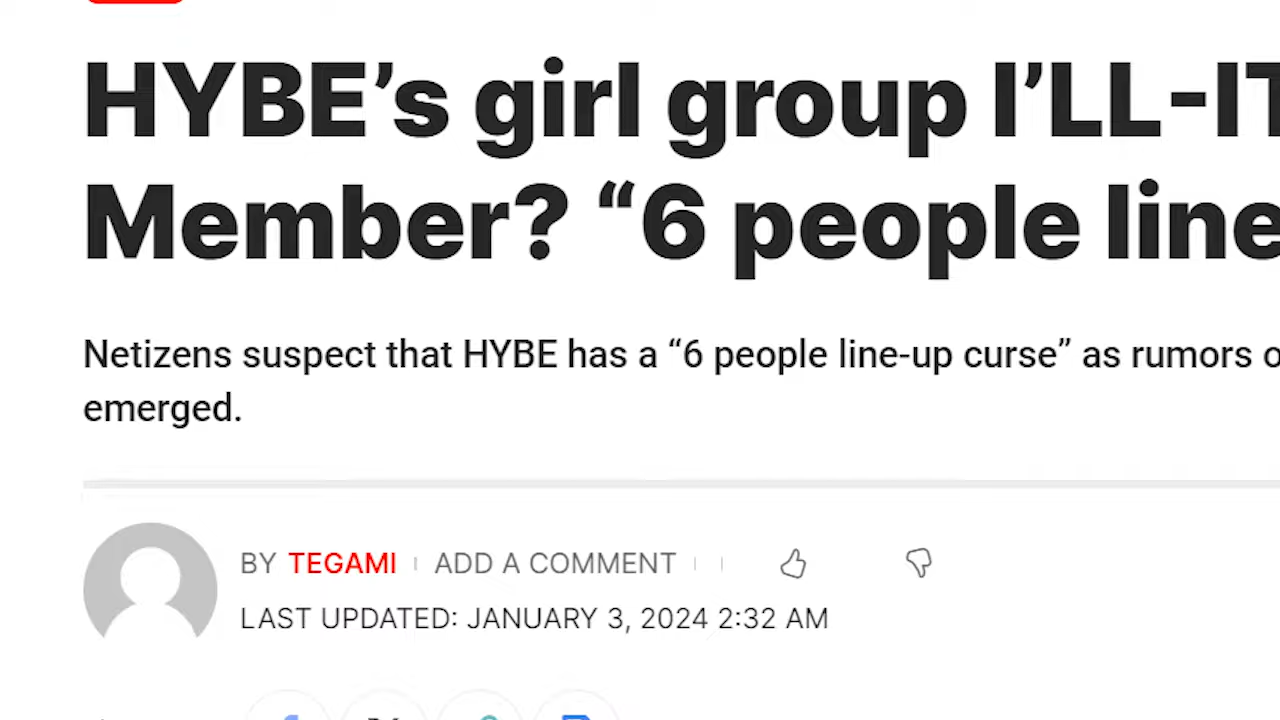 HYBE’s girl group I’LL-IT
Member? “6 people line
Netizens suspect that HYBE has a “6 people line-up curse” as rumors o
emerged.
BY TEGAMI ADD A COMMENT
LAST UPDATED: JANUARY 3, 2024 2:32 AM